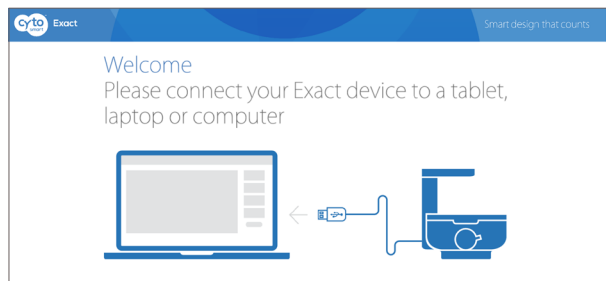 cyto
smart
Exact
Smart design that counts
Welcome
Please connect your Exact device to a tablet,
laptop or computer